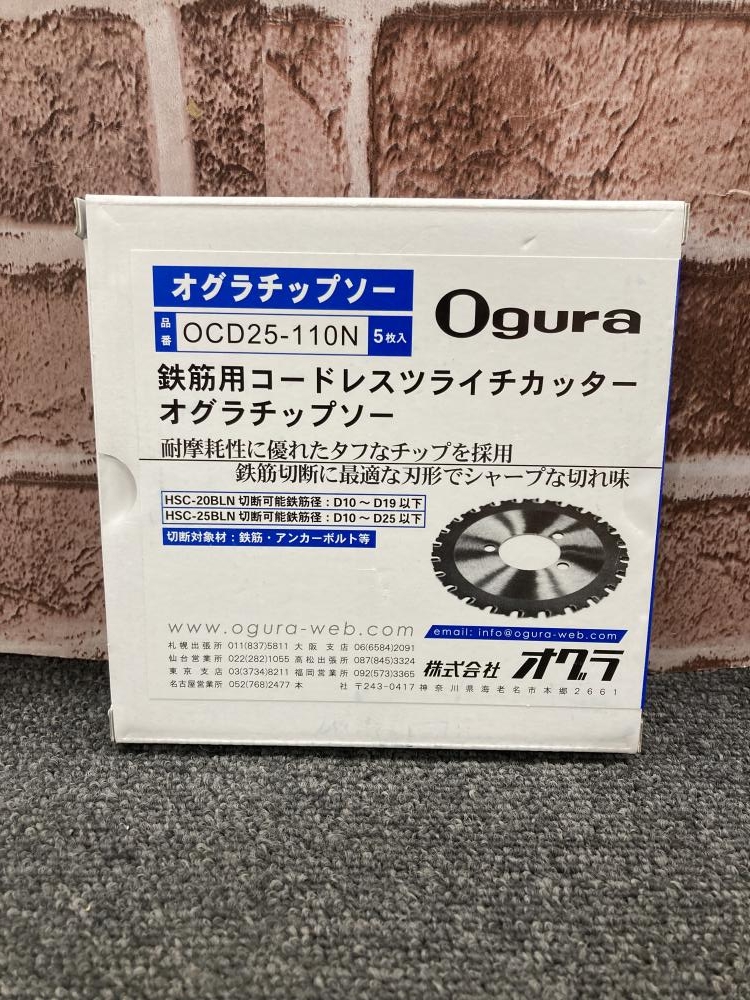 オグラチップソー
Ogura
品番 OCD25-110N 5枚入
鉄筋用コードレスツライチカッター
オグラチップソー
耐摩耗性に優れたタフなチップを採用
鉄筋切断に最適な刃形でシャープな切れ味
HSC-20BLN 切断可能鉄筋径：D10～D19以下
HSC-25BLN 切断可能鉄筋径：D10～D25以下
切断対象材：鉄筋・アンカーボルト等
www.ogura-web.com
email: info@ogura-web.com
札幌出張所 011(837)5811 大阪支店 06(6584)2091
仙台営業所 022(282)1055 高松出張所 087(845)3324
東京支店 03(3734)8211 福岡営業所 092(573)3365
名古屋営業所 052(768)2477 本社 〒243-0417 神奈川県海老名市本郷2661
株式会社 オグラ